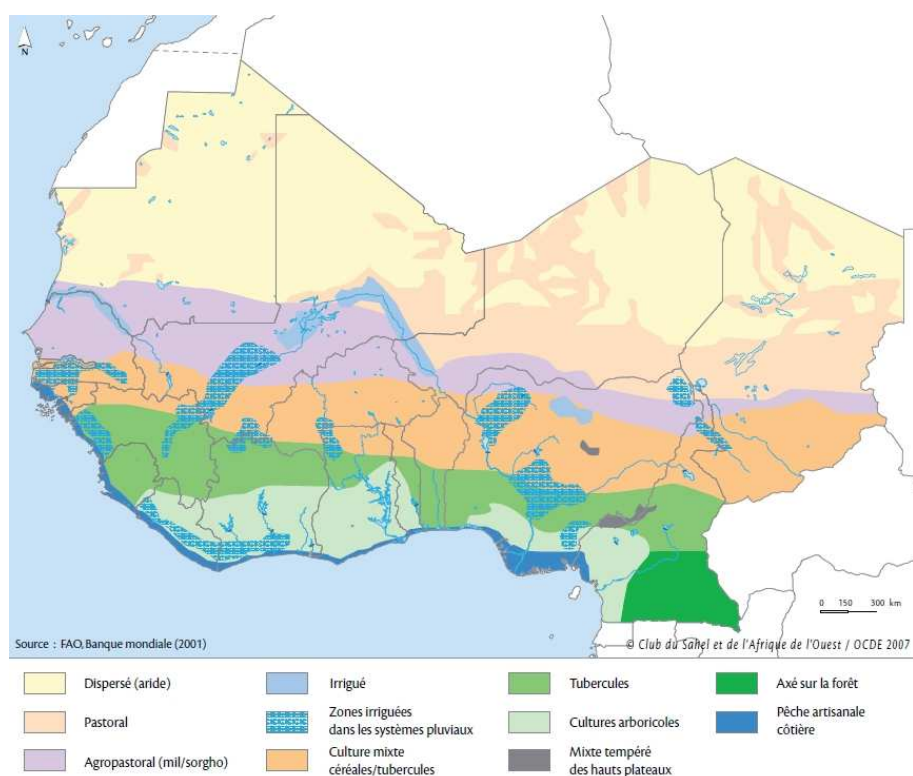 N
0 150 300 km
Source : FAO, Banque mondiale (2001)
© Club du Sahel et de l'Afrique de l'Ouest / OCDE 2007
Dispersé (aride)
Pastoral
Agropastoral (mil/sorgho)
Irrigué
Zones irriguées
dans les systèmes pluviaux
Culture mixte
céréales/tubercules
Tubercules
Cultures arboricoles
Mixte tempéré
des hauts plateaux
Axé sur la forêt
Pêche artisanale
côtière